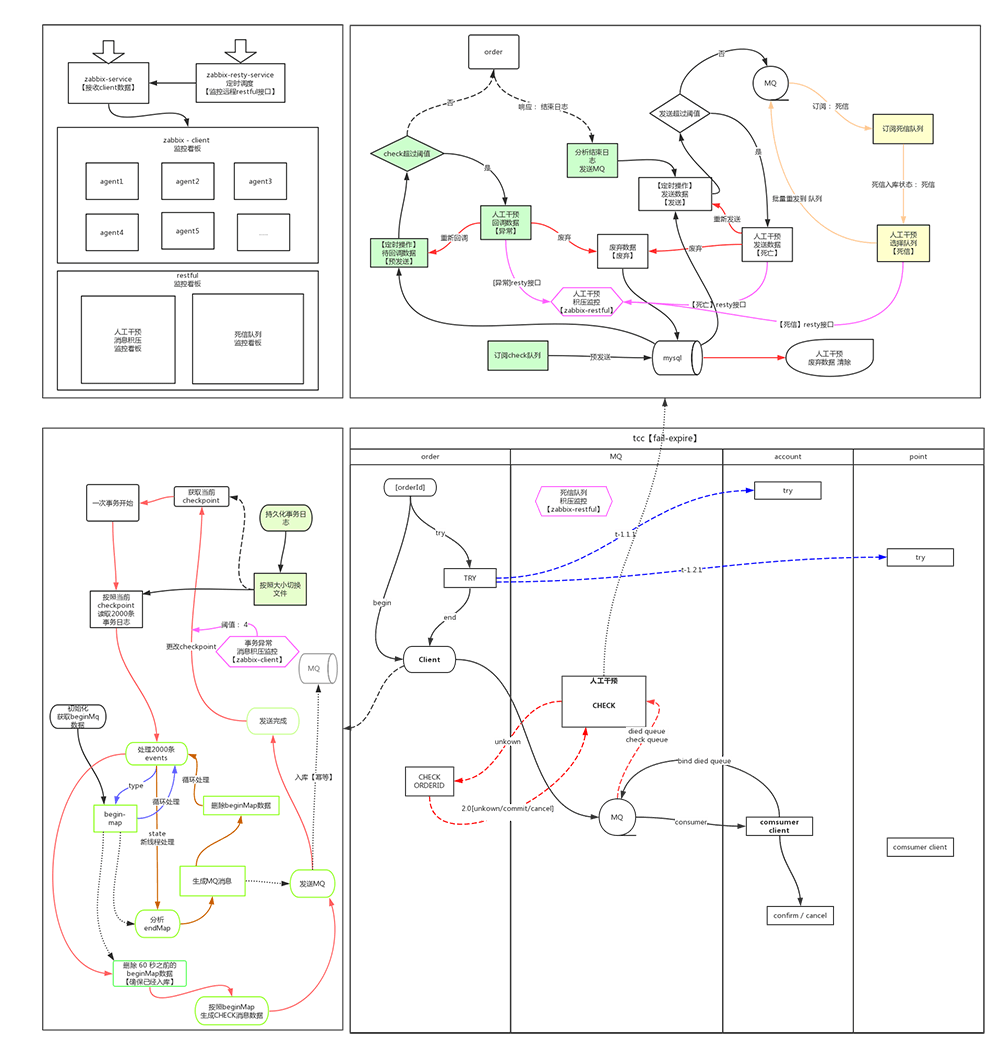 zabbix-service
【接收client数据】
zabbix-resty-service
定时调度
【监控远程restful接口】
zabbix - client
监控看板
agent1
agent2
agent3
agent4
agent5
......
restful
监控看板
人工干预
消息积压
监控看板
死信队列
监控看板
order
否
响应： 结束日志
check超过阈值
是
分析结束日
志
发送MQ
人工干预
回调数据
【异常】
重新回调
【定时操作】
待回调数据
【预发送】
废弃
[异常]resty接口
废弃数据
【废弃】
人工干预
积压监控
【zabbix-restful】
订阅check队列
预发送
mysql
人工干预
废弃数据 清除
否
发送超过阈值
MQ
订阅： 死信
订阅死信队列
是
【定时操作】
发送数据
【发送】
重新发送
批量重发到 队列
死信入库状态： 死信
人工干预
发送数据
【死亡】
废弃
人工干预
选择队列
【死信】
【死亡】resty接口
【死信】resty接口
一次事务开始
获取当前
checkpoint
持久化事务日
志
按照大小切换
文件
按照当前
checkpoint
读取2000条
事务日志
阈值： 4
更改checkpoint
事务异常
消息积压监控
【zabbix-client】
MQ
初始化
获取beginMq
数据
发送完成
处理2000条
events
type
循环处理
循环处理
入库【幂等】
begin-
map
删除beginMap数据
state
新线程处理
生成MQ消息
发送MQ
分析
endMap
删除 60 秒之前的
beginMap数据
【确保已经入库】
按照beginMap
生成CHECK消息数据
tcc【fail-expire】
order
MQ
account
point
[orderId]
死信队列
积压监控
【zabbix-restful】
try
try
t-1.1.1
try
TRY
t-1.2.1
begin
end
Client
人工干预
CHECK
died queue
check queue
unkown
CHECK
ORDERID
bind died queue
2.0[unkown/commit/cancel]
MQ
consumer
comsumer
client
comsumer client
confirm / cancel